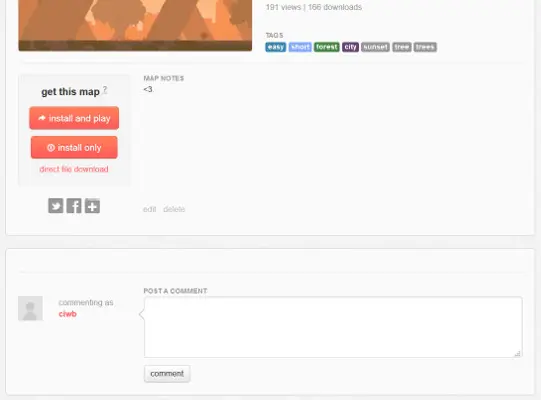 191 views | 166 downloads
TAGS
easy short forest city sunset tree trees
get this map ?
MAP NOTES
<3.
install and play
install only
direct file download
edit delete
POST A COMMENT
commenting as
ciwb
comment